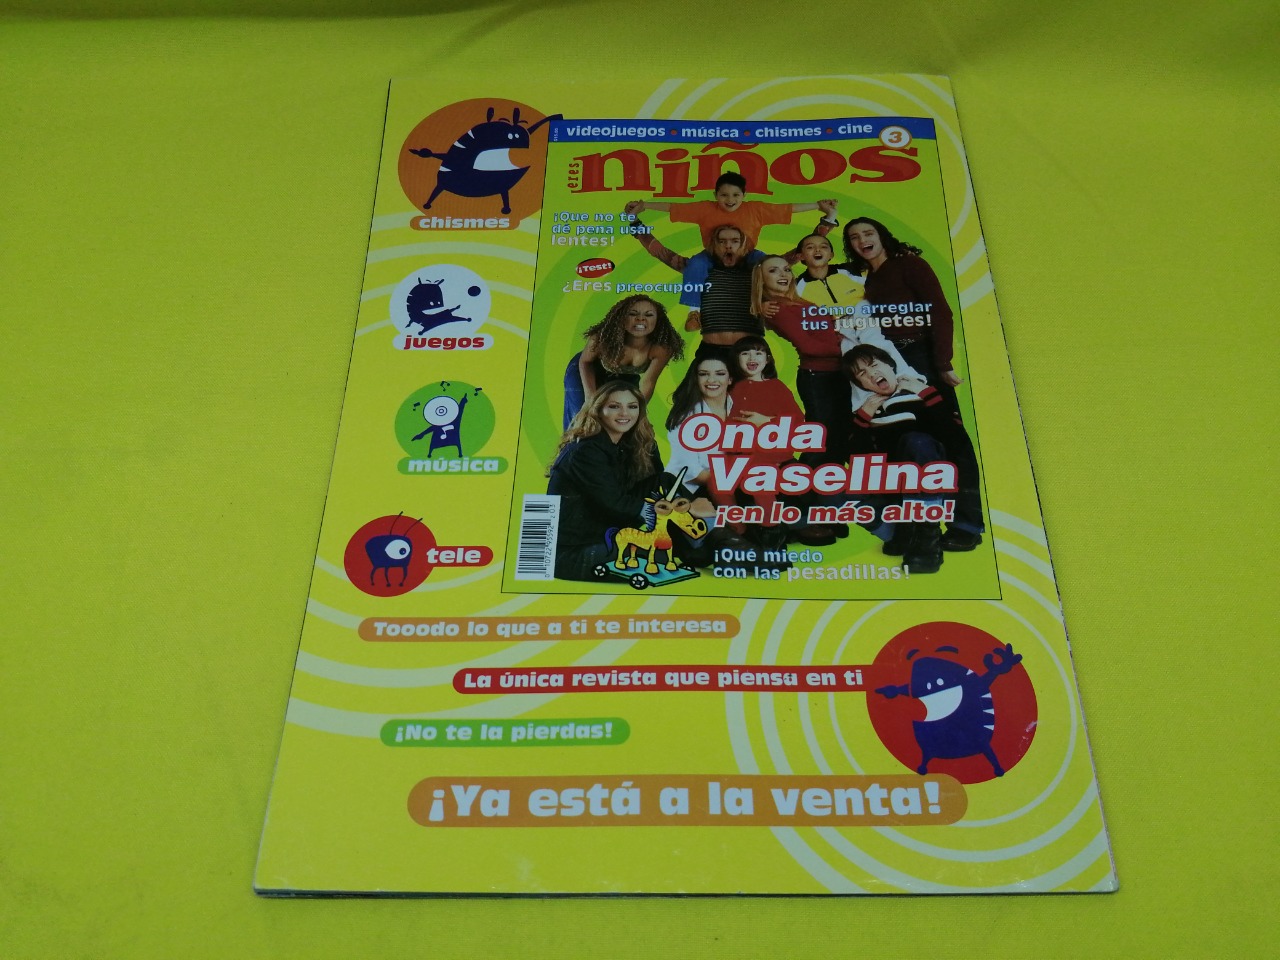 chismes
juegos
música
tele
videojuegos • música • chismes • cine
3
eres
niños
¡Que no te
dé pena usar
lentes!
¡Test!
¿Eres preocupón?
¡Cómo arreglar
tus juguetes!
Onda
Vaselina
¡en lo más alto!
¡Qué miedo
con las pesadillas!
Tooodo lo que a ti te interesa
La única revista que piensa en ti
¡No te la pierdas!
¡Ya está a la venta!